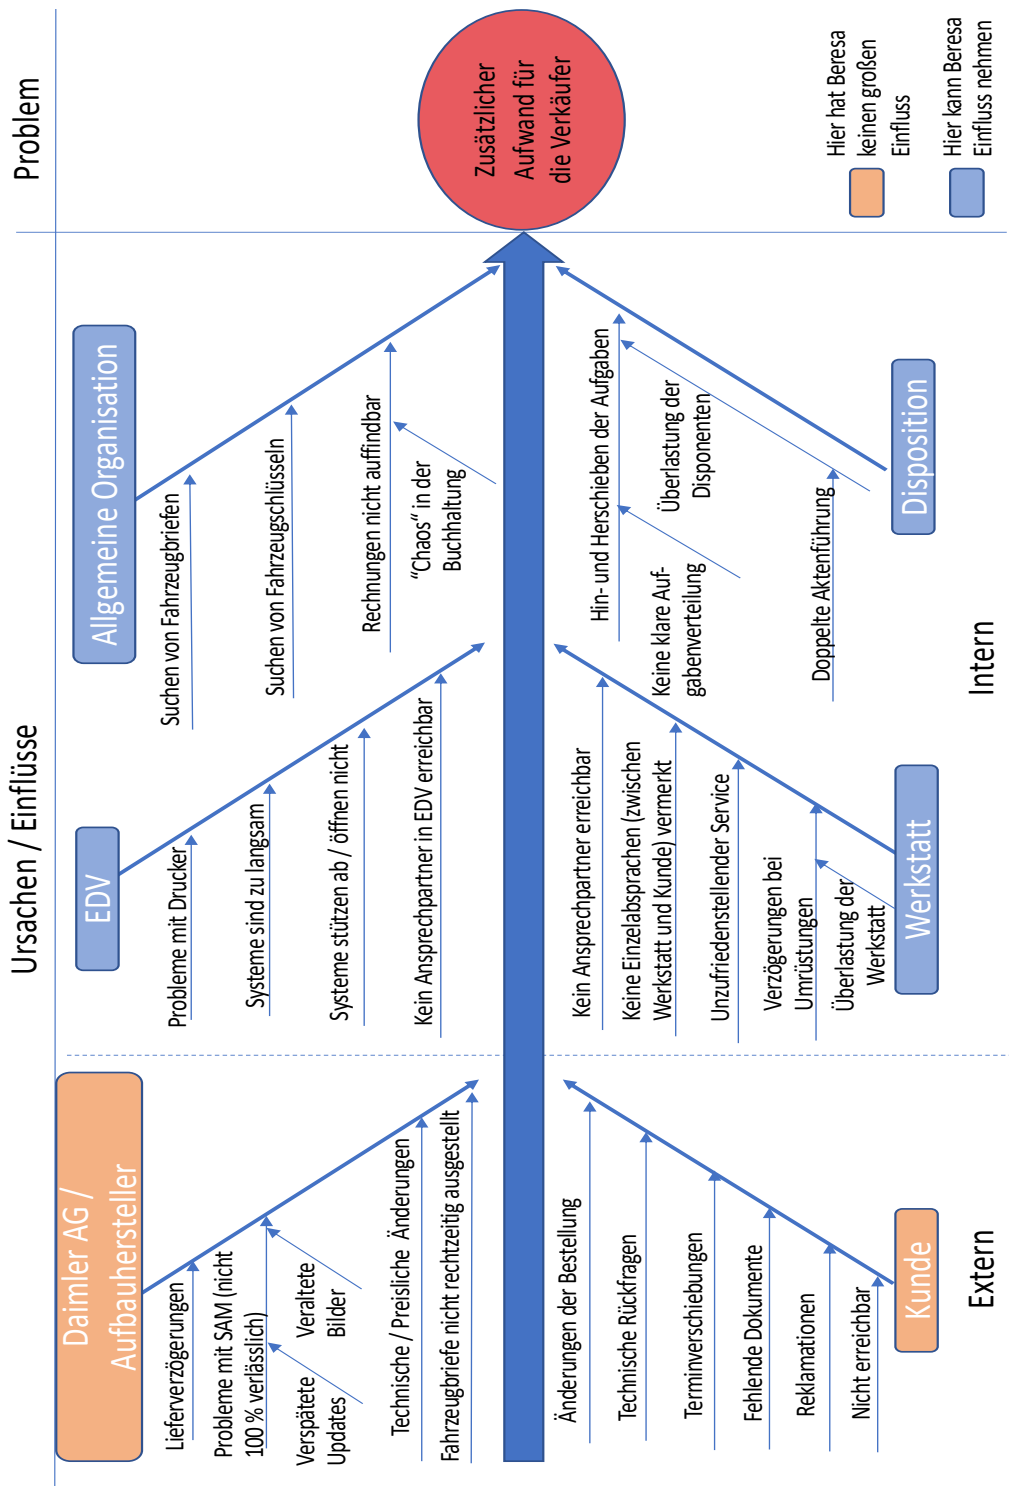 Ursachen / Einflüsse
Problem
Daimler AG /
Aufbauhersteller
Lieferverzögerungen
Probleme mit SAM (nicht
100 % verlässlich)
Verspätete
Updates
Veraltete
Bilder
Technische / Preisliche Änderungen
Fahrzeugbriefe nicht rechtzeitig ausgestellt
EDV
Probleme mit Drucker
Systeme sind zu langsam
Systeme stützen ab / öffnen nicht
Kein Ansprechpartner in EDV erreichbar
Allgemeine Organisation
Suchen von Fahrzeugbriefen
Suchen von Fahrzeugschlüsseln
Rechnungen nicht auffindbar
“Chaos“ in der
Buchhaltung
Zusätzlicher
Aufwand für
die Verkäufer
Änderungen der Bestellung
Technische Rückfragen
Terminverschiebungen
Fehlende Dokumente
Reklamationen
Nicht erreichbar
Kunde
Kein Ansprechpartner erreichbar
Keine Einzelabsprachen (zwischen
Werkstatt und Kunde) vermerkt
Unzufriedenstellender Service
Verzögerungen bei
Umrüstungen
Überlastung der
Werkstatt
Werkstatt
Hin- und Herschieben der Aufgaben
Keine klare Auf-
gabenverteilung
Überlastung der
Disponenten
Doppelte Aktenführung
Disposition
Hier hat Beresa
keinen großen
Einfluss
Hier kann Beresa
Einfluss nehmen
Extern
Intern